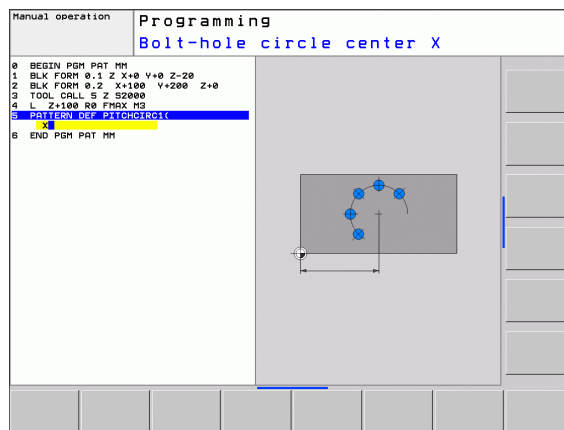 Manual operation
Programming
Bolt-hole circle center X
0 BEGIN PGM PAT MM
1 BLK FORM 0.1 Z X+0 Y+0 Z-20
2 BLK FORM 0.2 X+100 Y+200 Z+0
3 TOOL CALL 5 Z S2000
4 L Z+100 R0 FMAX M3
5 PATTERN DEF PITCHCIRC1(
X
6 END PGM PAT MM